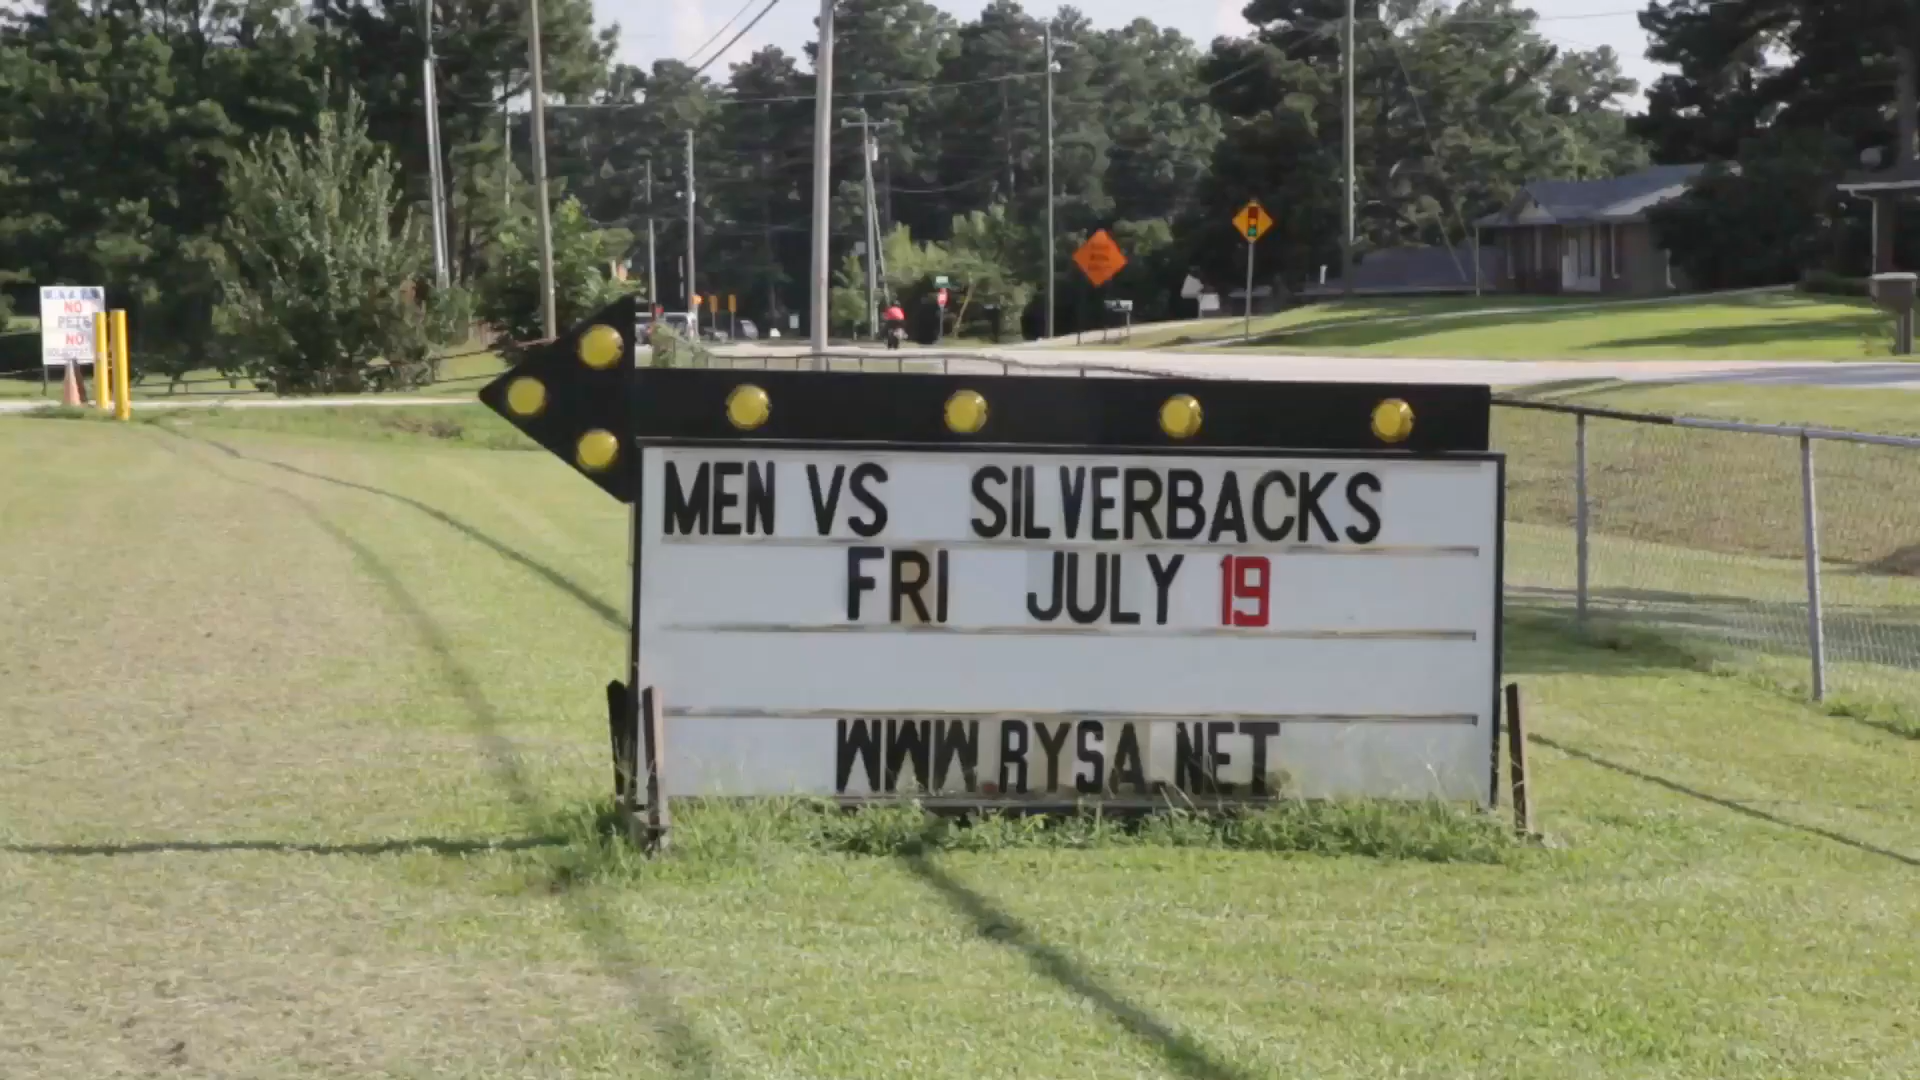 NO
PETS
NO
MEN VS SILVERBACKS
FRI JULY 19
WWW.RYSA.NET